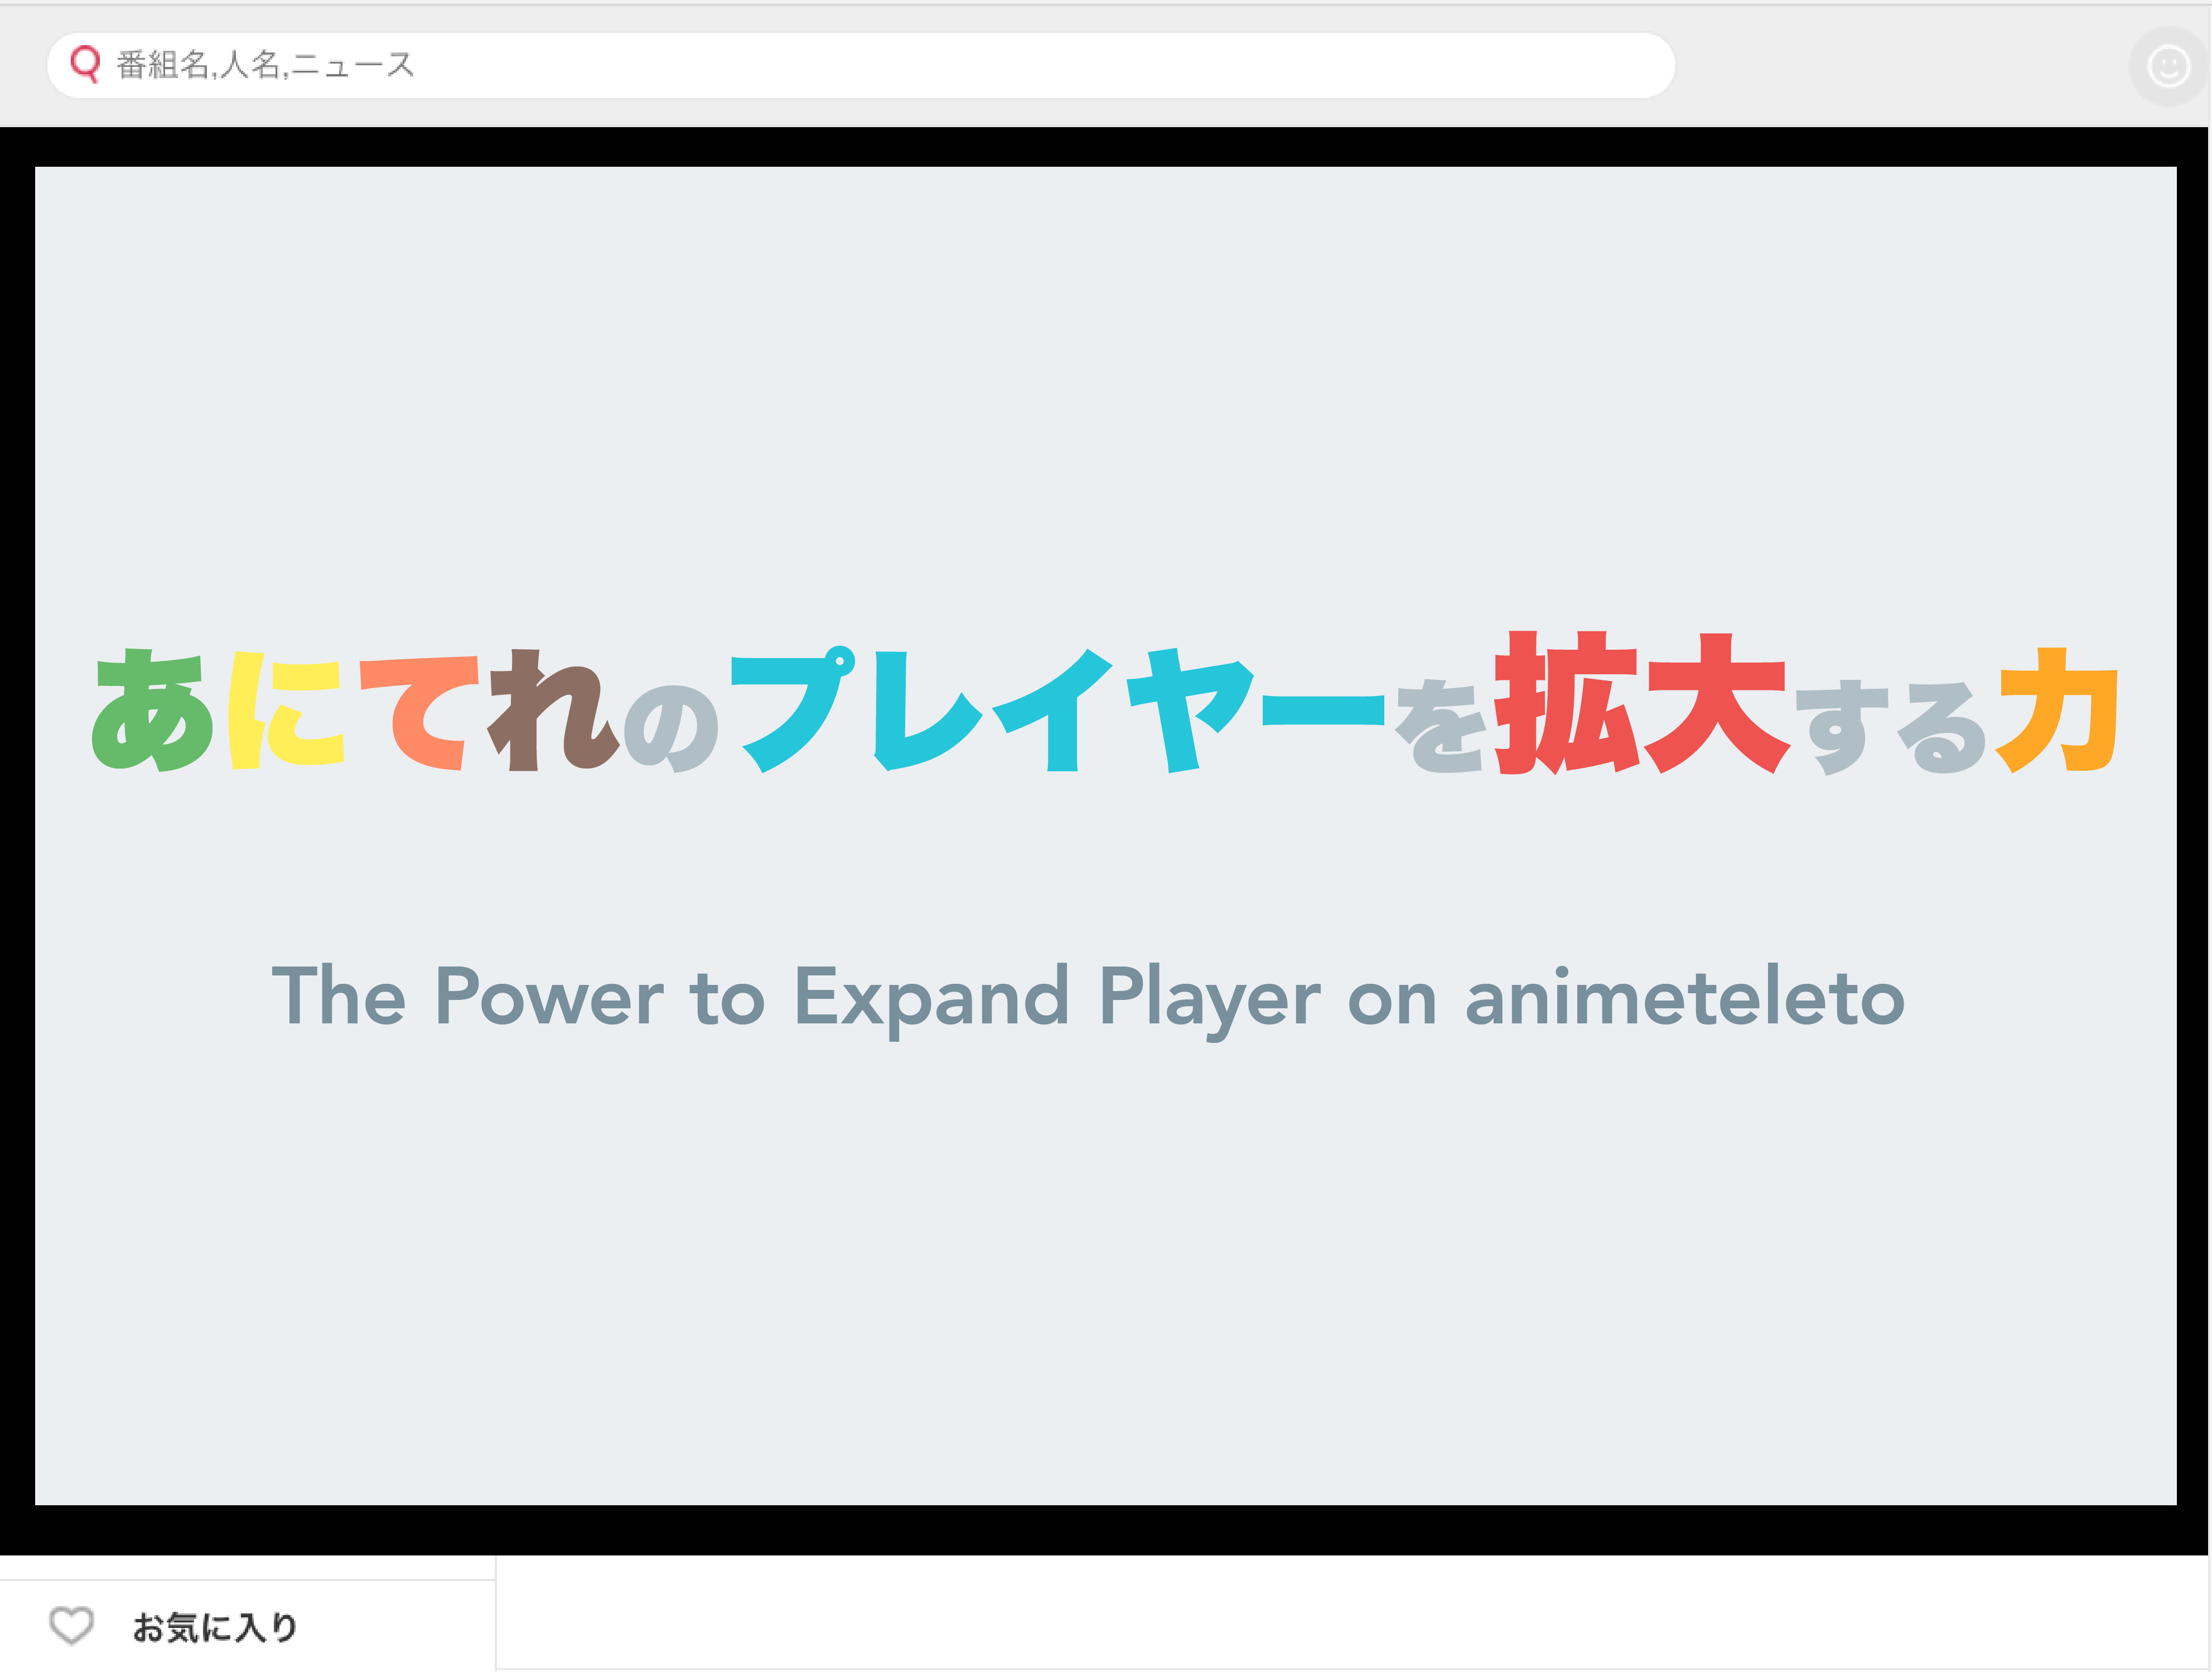 番組名,人名,ニュース
あにてれのプレイヤーを拡大する力
The Power to Expand Player on animeteleto
お気に入り